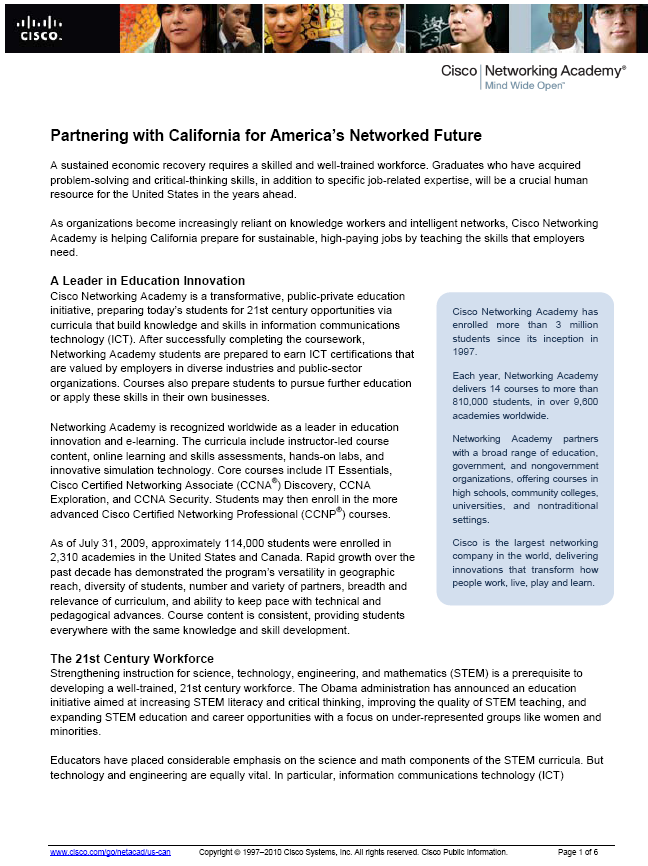 CISCO.
Cisco Networking Academy®
Mind Wide Open™
Partnering with California for America's Networked Future
A sustained economic recovery requires a skilled and well-trained workforce. Graduates who have acquired
problem-solving and critical-thinking skills, in addition to specific job-related expertise, will be a crucial human
resource for the United States in the years ahead.
As organizations become increasingly reliant on knowledge workers and intelligent networks, Cisco Networking
Academy is helping California prepare for sustainable, high-paying jobs by teaching the skills that employers
need.
A Leader in Education Innovation
Cisco Networking Academy is a transformative, public-private education
initiative, preparing today's students for 21st century opportunities via
curricula that build knowledge and skills in information communications
technology (ICT). After successfully completing the coursework,
Networking Academy students are prepared to earn ICT certifications that
are valued by employers in diverse industries and public-sector
organizations. Courses also prepare students to pursue further education
or apply these skills in their own businesses.
Networking Academy is recognized worldwide as a leader in education
innovation and e-learning. The curricula include instructor-led course
content, online learning and skills assessments, hands-on labs, and
innovative simulation technology. Core courses include IT Essentials,
Cisco Certified Networking Associate (CCNA®) Discovery, CCNA
Exploration, and CCNA Security. Students may then enroll in the more
advanced Cisco Certified Networking Professional (CCNP®) courses.
As of July 31, 2009, approximately 114,000 students were enrolled in
2,310 academies in the United States and Canada. Rapid growth over the
past decade has demonstrated the program's versatility in geographic
reach, diversity of students, number and variety of partners, breadth and
relevance of curriculum, and ability to keep pace with technical and
pedagogical advances. Course content is consistent, providing students
everywhere with the same knowledge and skill development.
Cisco Networking Academy has
enrolled more than 3 million
students since its inception in
1997.
Each year, Networking Academy
delivers 14 courses to more than
810,000 students, in over 9,600
academies worldwide.
Networking Academy partners
with a broad range of education,
government, and nongovernment
organizations, offering courses in
high schools, community colleges,
universities, and nontraditional
settings.
Cisco is the largest networking
company in the world, delivering
innovations that transform how
people work, live, play and learn.
The 21st Century Workforce
Strengthening instruction for science, technology, engineering, and mathematics (STEM) is a prerequisite to
developing a well-trained, 21st century workforce. The Obama administration has announced an education
initiative aimed at increasing STEM literacy and critical thinking, improving the quality of STEM teaching, and
expanding STEM education and career opportunities with a focus on under-represented groups like women and
minorities.
Educators have placed considerable emphasis on the science and math components of the STEM curricula. But
technology and engineering are equally vital. In particular, information communications technology (ICT)
www.cisco.com/go/netacad/us-can Copyright © 1997–2010 Cisco Systems, Inc. All rights reserved. Cisco Public Information. Page 1 of 6